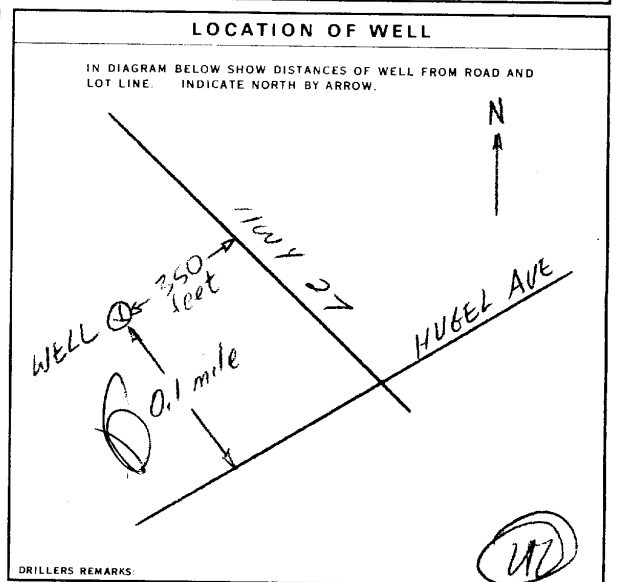 LOCATION OF WELL
IN DIAGRAM BELOW SHOW DISTANCES OF WELL FROM ROAD AND
LOT LINE. INDICATE NORTH BY ARROW.
N
HWY 27
350
feet
HUGEL AVE
WELL
0.1 mile
DRILLERS REMARKS: